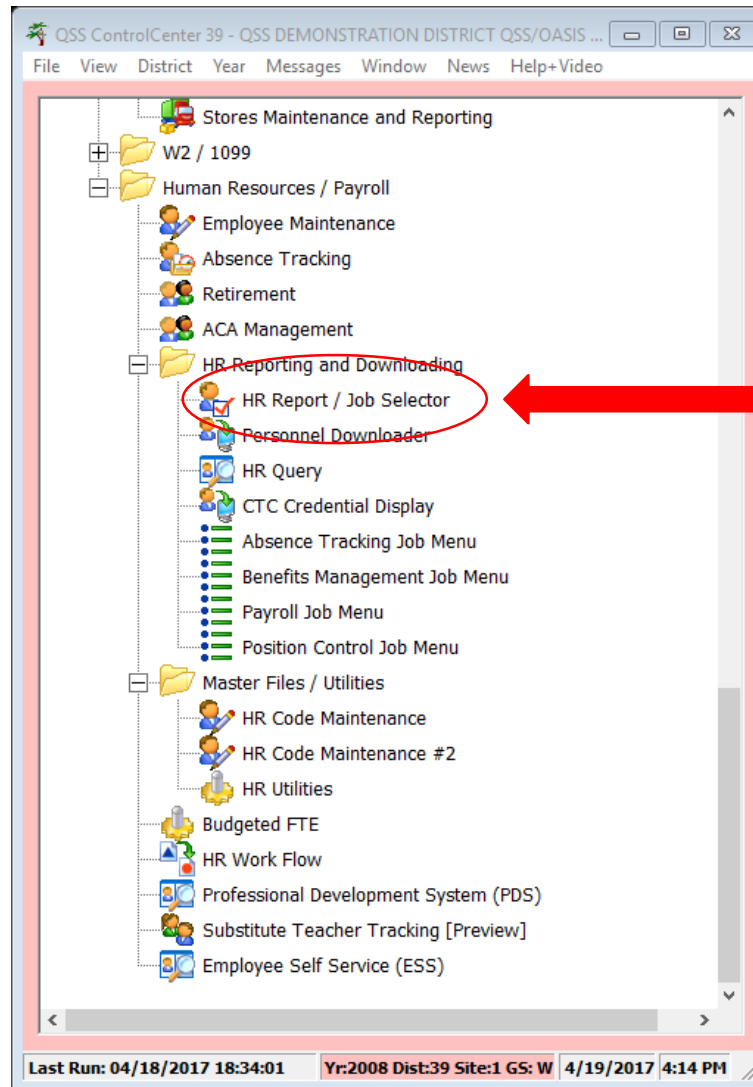 QSS ControlCenter 39 - QSS DEMONSTRATION DISTRICT QSS/OASIS ...
File View District Year Messages Window News Help+Video
Stores Maintenance and Reporting
W2 / 1099
Human Resources / Payroll
Employee Maintenance
Absence Tracking
Retirement
ACA Management
HR Reporting and Downloading
HR Report / Job Selector
Personnel Downloader
HR Query
CTC Credential Display
Absence Tracking Job Menu
Benefits Management Job Menu
Payroll Job Menu
Position Control Job Menu
Master Files / Utilities
HR Code Maintenance
HR Code Maintenance #2
HR Utilities
Budgeted FTE
HR Work Flow
Professional Development System (PDS)
Substitute Teacher Tracking [Preview]
Employee Self Service (ESS)
Last Run: 04/18/2017 18:34:01 Yr:2008 Dist:39 Site:1 GS: W 4/19/2017 4:14 PM